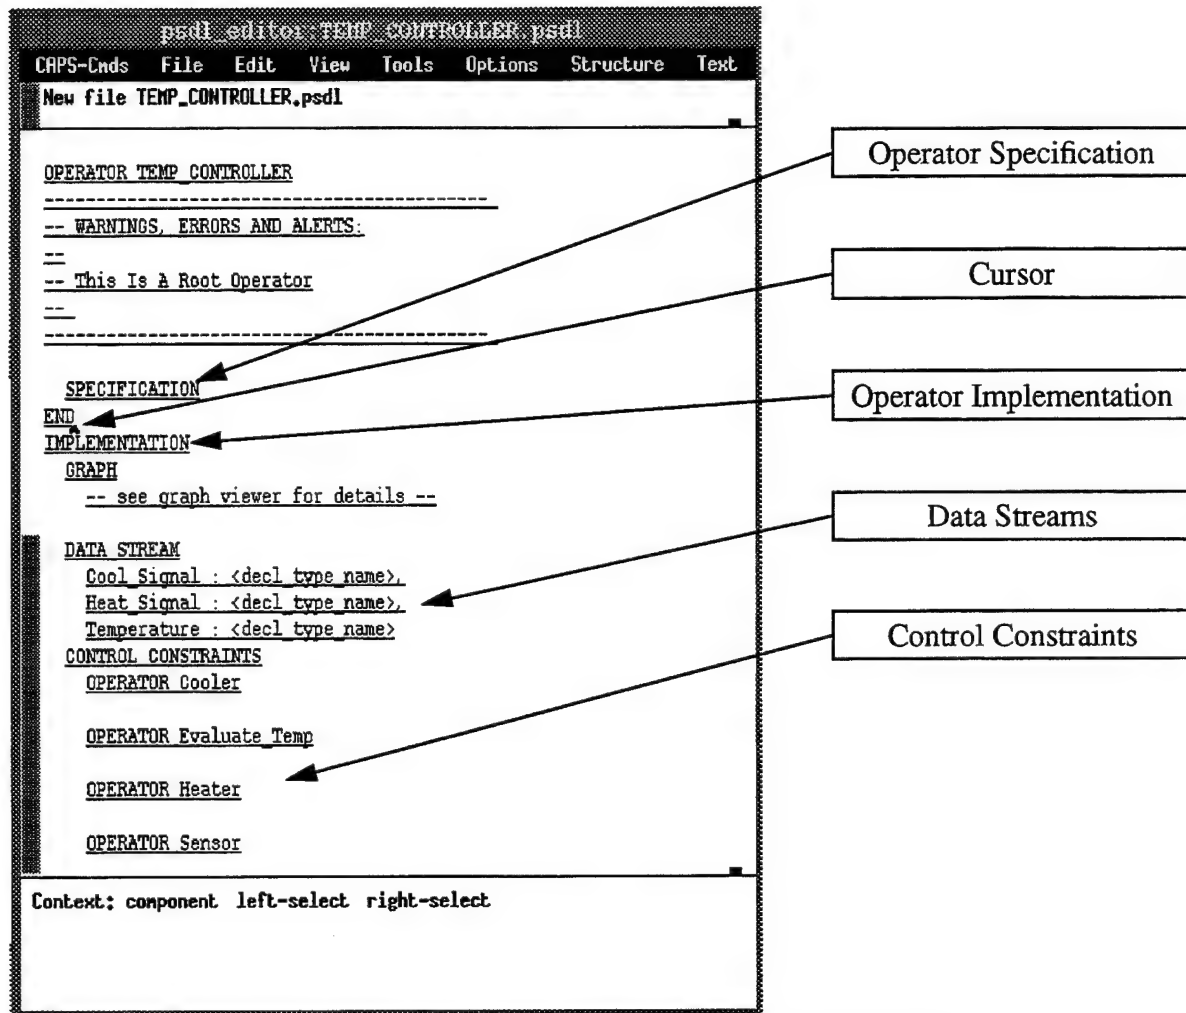 psdl_editor:TEMP_CONTROLLER.psdl
CAPS-Cmds File Edit View Tools Options Structure Text
New file TEMP_CONTROLLER.psdl
OPERATOR TEMP_CONTROLLER
-----------------------------------------
-- WARNINGS, ERRORS AND ALERTS:
--
-- This Is A Root Operator
--
-----------------------------------------
SPECIFICATION
END
IMPLEMENTATION
GRAPH
-- see graph viewer for details --
DATA STREAM
Cool_Signal : <decl_type_name>,
Heat_Signal : <decl_type_name>,
Temperature : <decl_type_name>
CONTROL CONSTRAINTS
OPERATOR Cooler
OPERATOR Evaluate_Temp
OPERATOR Heater
OPERATOR Sensor
Context: component left-select right-select
Operator Specification
Cursor
Operator Implementation
Data Streams
Control Constraints